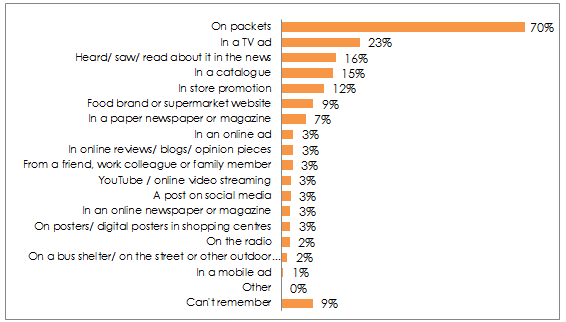 On packets 70%
In a TV ad 23%
Heard/ saw/ read about it in the news 16%
In a catalogue 15%
In store promotion 12%
Food brand or supermarket website 9%
In a paper newspaper or magazine 7%
In an online ad 3%
In online reviews/ blogs/ opinion pieces 3%
From a friend, work colleague or family member 3%
YouTube / online video streaming 3%
A post on social media 3%
In an online newspaper or magazine 3%
On posters/ digital posters in shopping centres 3%
On the radio 2%
On a bus shelter/ on the street or other outdoor... 2%
In a mobile ad 1%
Other 0%
Can't remember 9%